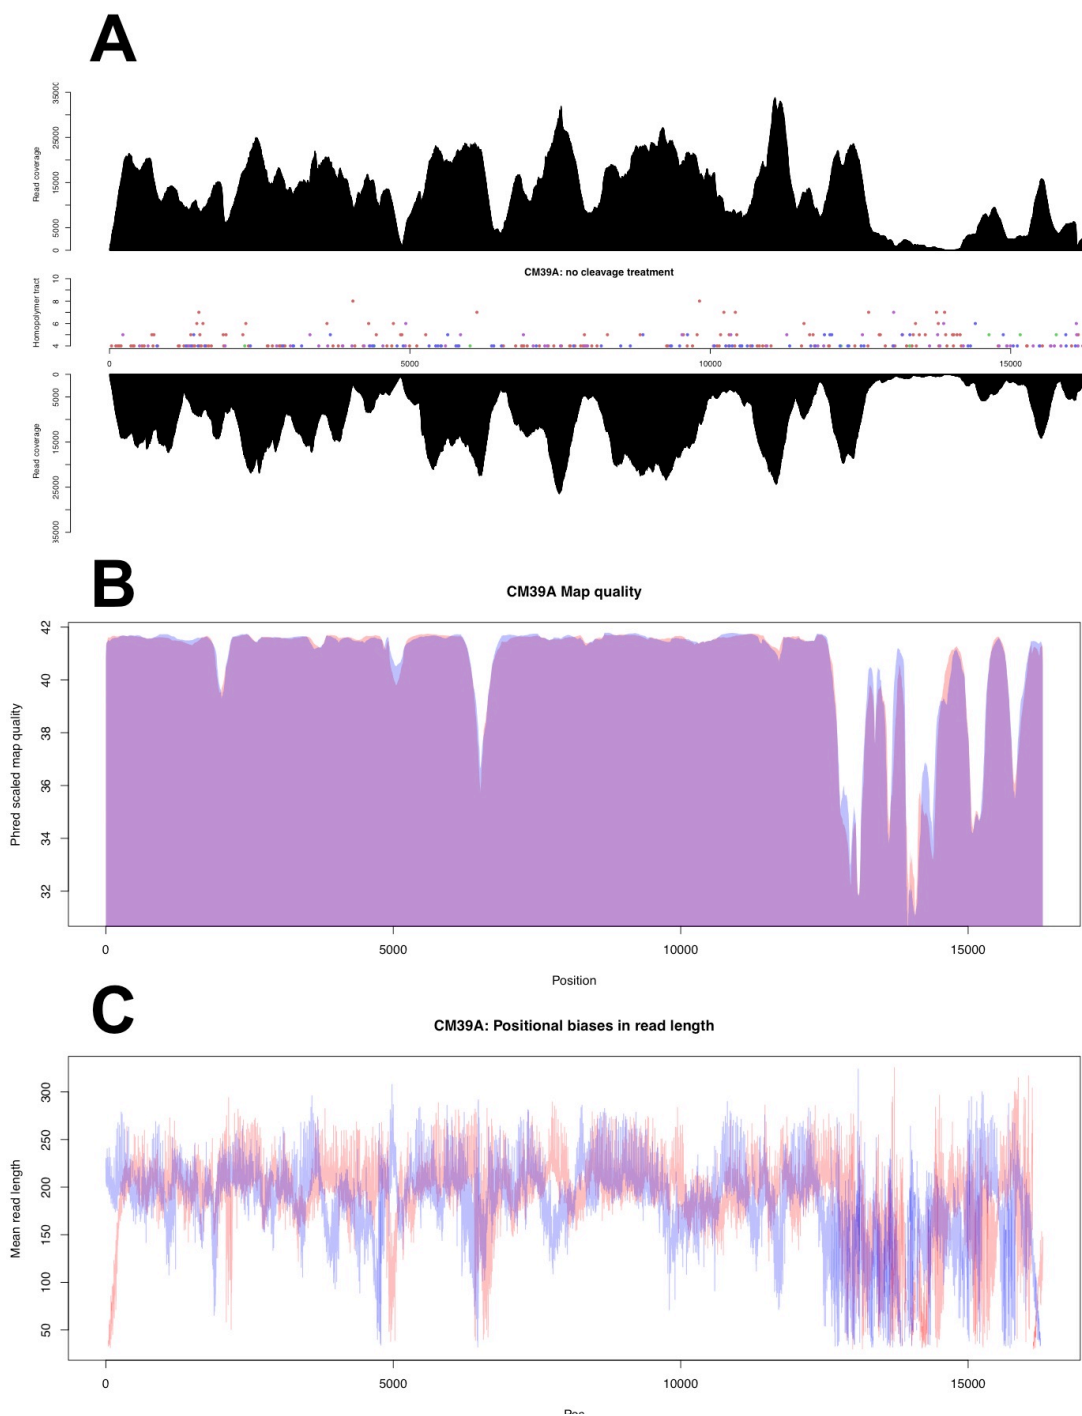 A
Read coverage
0 5000 15000 25000 35000
CM39A: no cleavage treatment
Homopolymer tract
4 6 8 10
0 5000 10000 15000
Read coverage
0 5000 15000 25000 35000
B
CM39A Map quality
Phred scaled map quality
32 34 36 38 40 42
0 5000 10000 15000
Position
C
CM39A: Positional biases in read length
Mean read length
50 100 150 200 250 300
0 5000 10000 15000